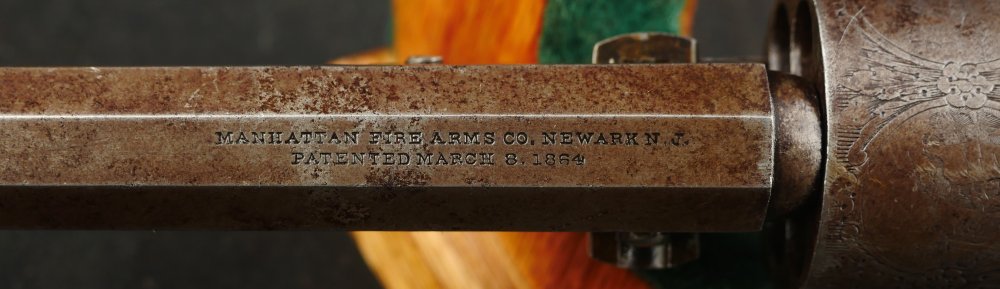 MANHATTAN FIRE ARMS CO. NEWARK N.J.
PATENTED MARCH 8. 1864